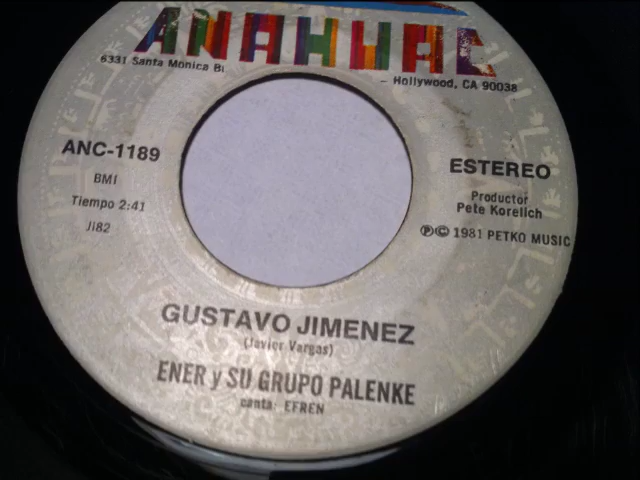 ANAHUAC
6331 Santa Monica Bl
Hollywood, CA 90038
ANC-1189
BMI
Tiempo 2:41
J182
ESTEREO
Productor
Pete Korelich
℗© 1981 PETKO MUSIC
GUSTAVO JIMENEZ
(Javier Vargas)
ENER y SU GRUPO PALENKE
canta: EFREN